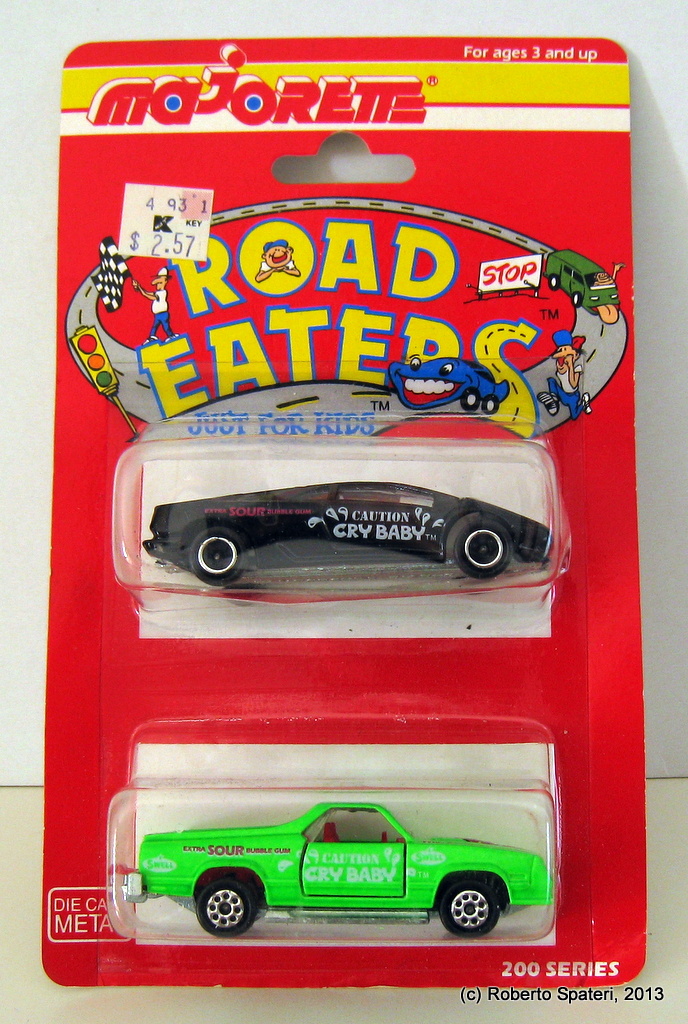 For ages 3 and up
MAJORETTE®
4 93 1
K KEY
$ 2.57
ROAD
STOP
EATERS
TM
TM
JUST FOR KIDS
EXTRA SOUR BUBBLE GUM
CAUTION
CRY BABY TM
EXTRA SOUR BUBBLE GUM
CAUTION
CRY BABY TM
DIE CA
META
200 SERIES
(c) Roberto Spateri, 2013